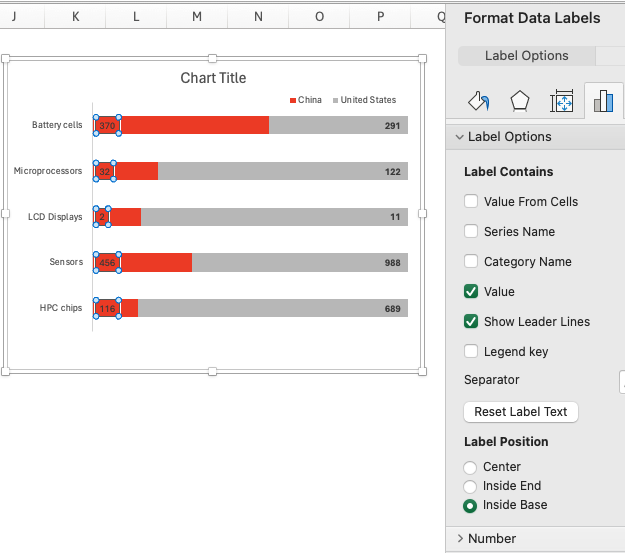 J K L M N O P Q
Format Data Labels
Label Options
Chart Title
China United States
Battery cells 370 291
Microprocessors 32 122
LCD Displays 2 11
Sensors 456 988
HPC chips 116 689
Label Options
Label Contains
Value From Cells
Series Name
Category Name
Value
Show Leader Lines
Legend key
Separator
Reset Label Text
Label Position
Center
Inside End
Inside Base
Number